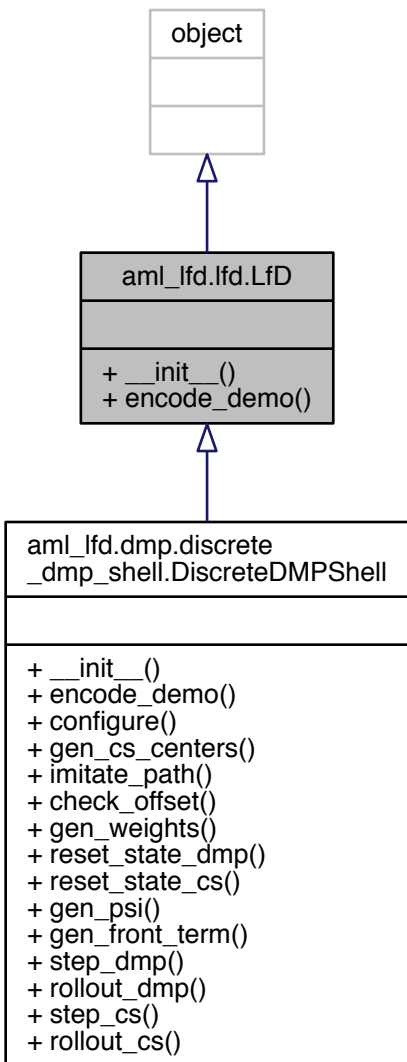 object
aml_lfd.lfd.LfD
+ __init__()
+ encode_demo()
aml_lfd.dmp.discrete
_dmp_shell.DiscreteDMPShell
+ __init__()
+ encode_demo()
+ configure()
+ gen_cs_centers()
+ imitate_path()
+ check_offset()
+ gen_weights()
+ reset_state_dmp()
+ reset_state_cs()
+ gen_psi()
+ gen_front_term()
+ step_dmp()
+ rollout_dmp()
+ step_cs()
+ rollout_cs()